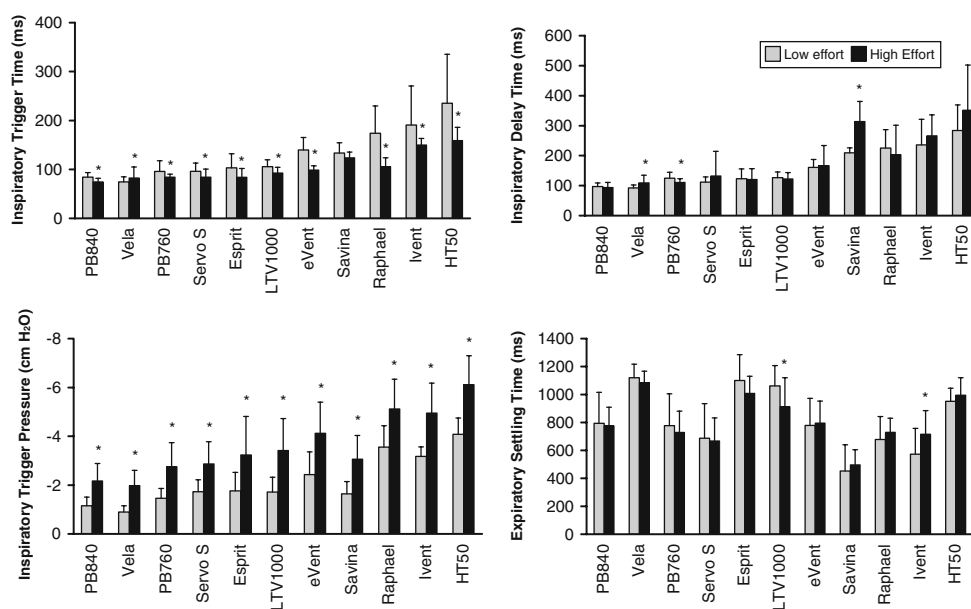 Inspiratory Trigger Time (ms)
400
300
200
100
0
* * * * * * * * * *
PB840 Vela PB760 Servo S Esprit LTV1000 eVent Savina Raphael Ivent HT50
Inspiratory Delay Time (ms)
600
500
400
300
200
100
0
Low effort High Effort
* * *
PB840 Vela PB760 Servo S Esprit LTV1000 eVent Savina Raphael Ivent HT50
Inspiratory Trigger Pressure (cm H₂O)
-8
-6
-4
-2
0
* * * * * * * * * * *
PB840 Vela PB760 Servo S Esprit LTV1000 eVent Savina Raphael Ivent HT50
Expiratory Settling Time (ms)
1400
1200
1000
800
600
400
200
0
* *
PB840 Vela PB760 Servo S Esprit LTV1000 eVent Savina Raphael Ivent HT50